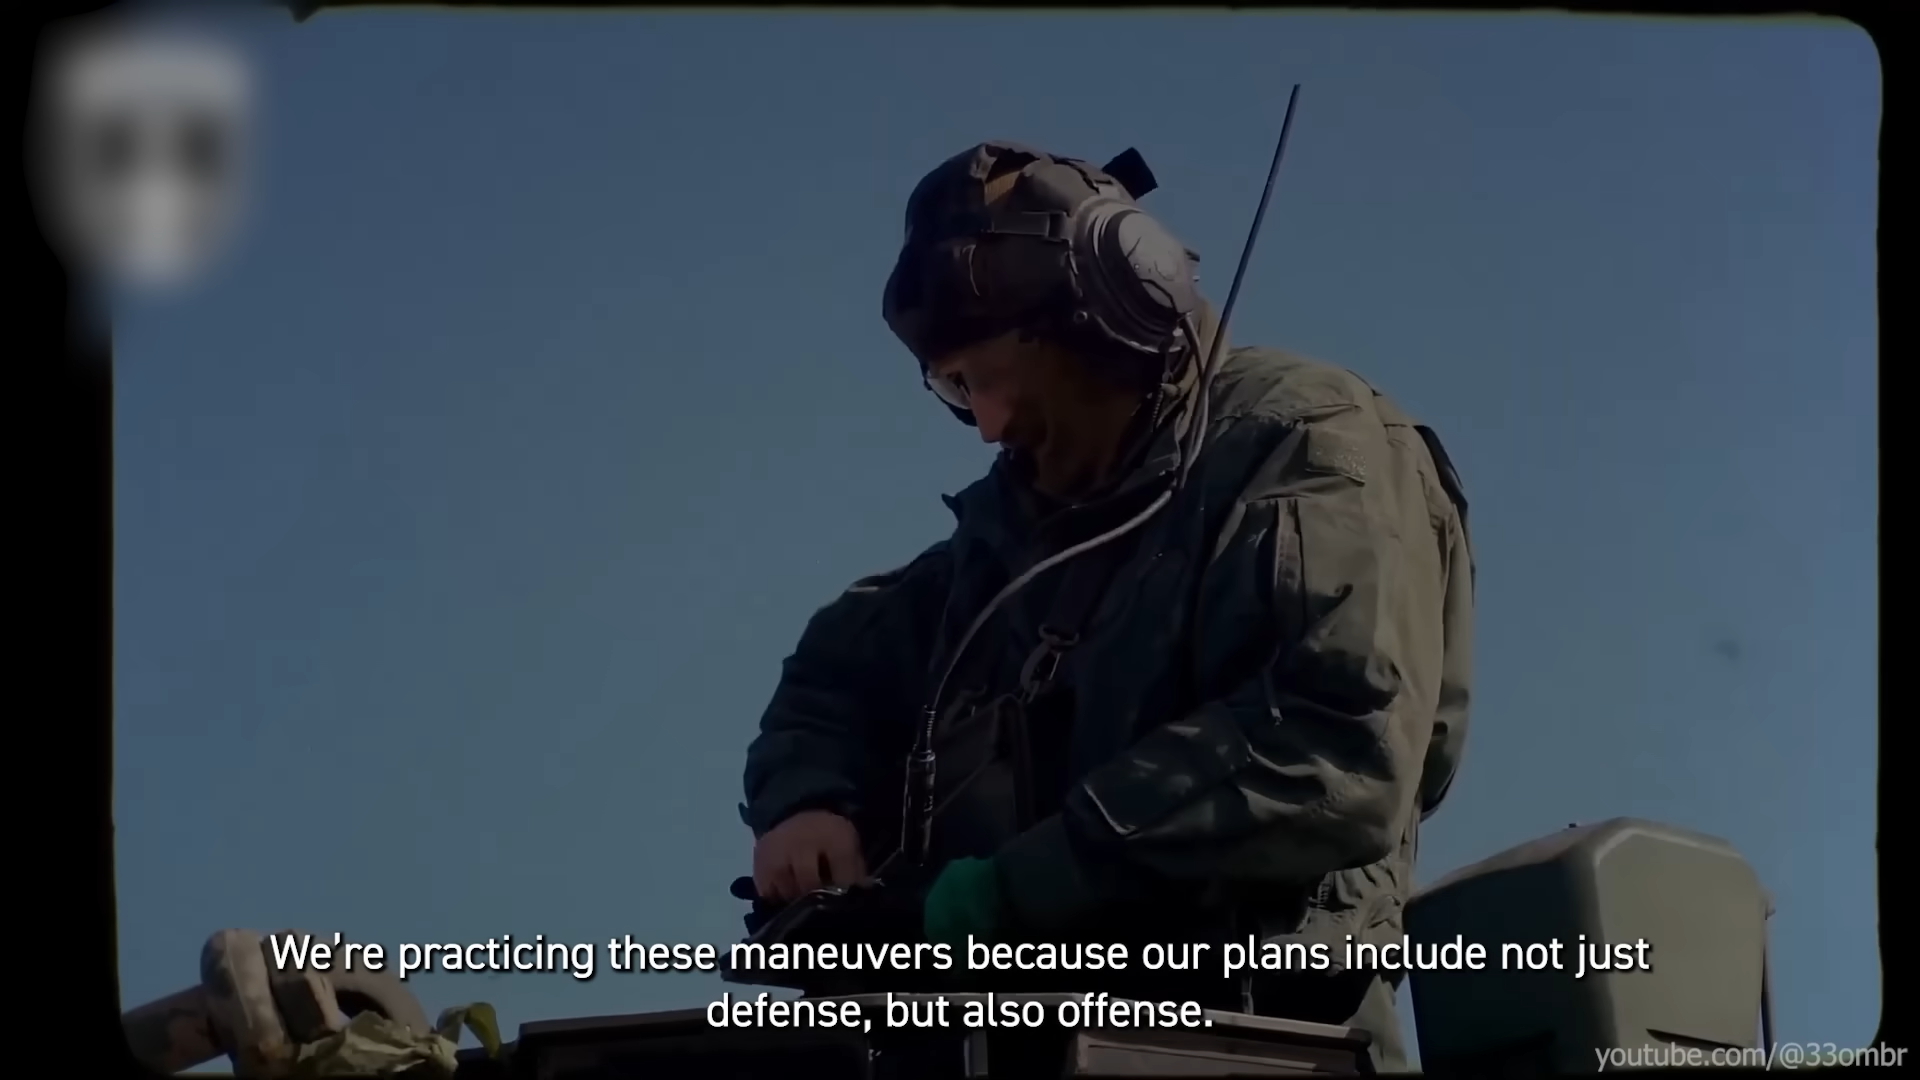 We're practicing these maneuvers because our plans include not just
defense, but also offense.
youtube.com/@33ombr